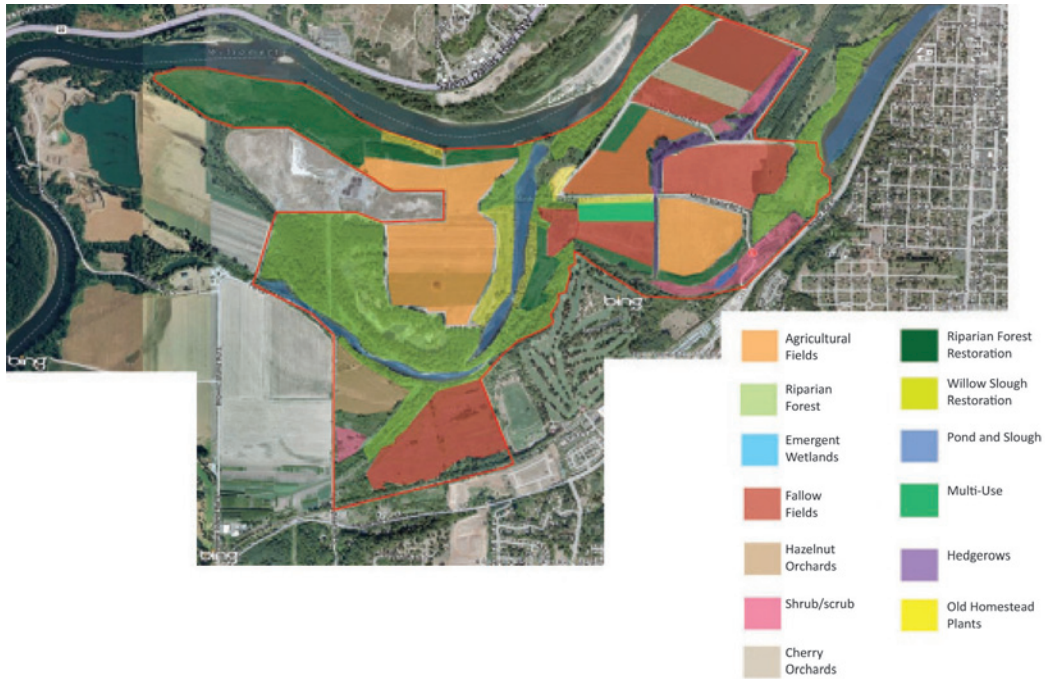 Willamette
bing
bing
bing
Agricultural
Fields
Riparian
Forest
Emergent
Wetlands
Fallow
Fields
Hazelnut
Orchards
Shrub/scrub
Cherry
Orchards
Riparian Forest
Restoration
Willow Slough
Restoration
Pond and Slough
Multi-Use
Hedgerows
Old Homestead
Plants